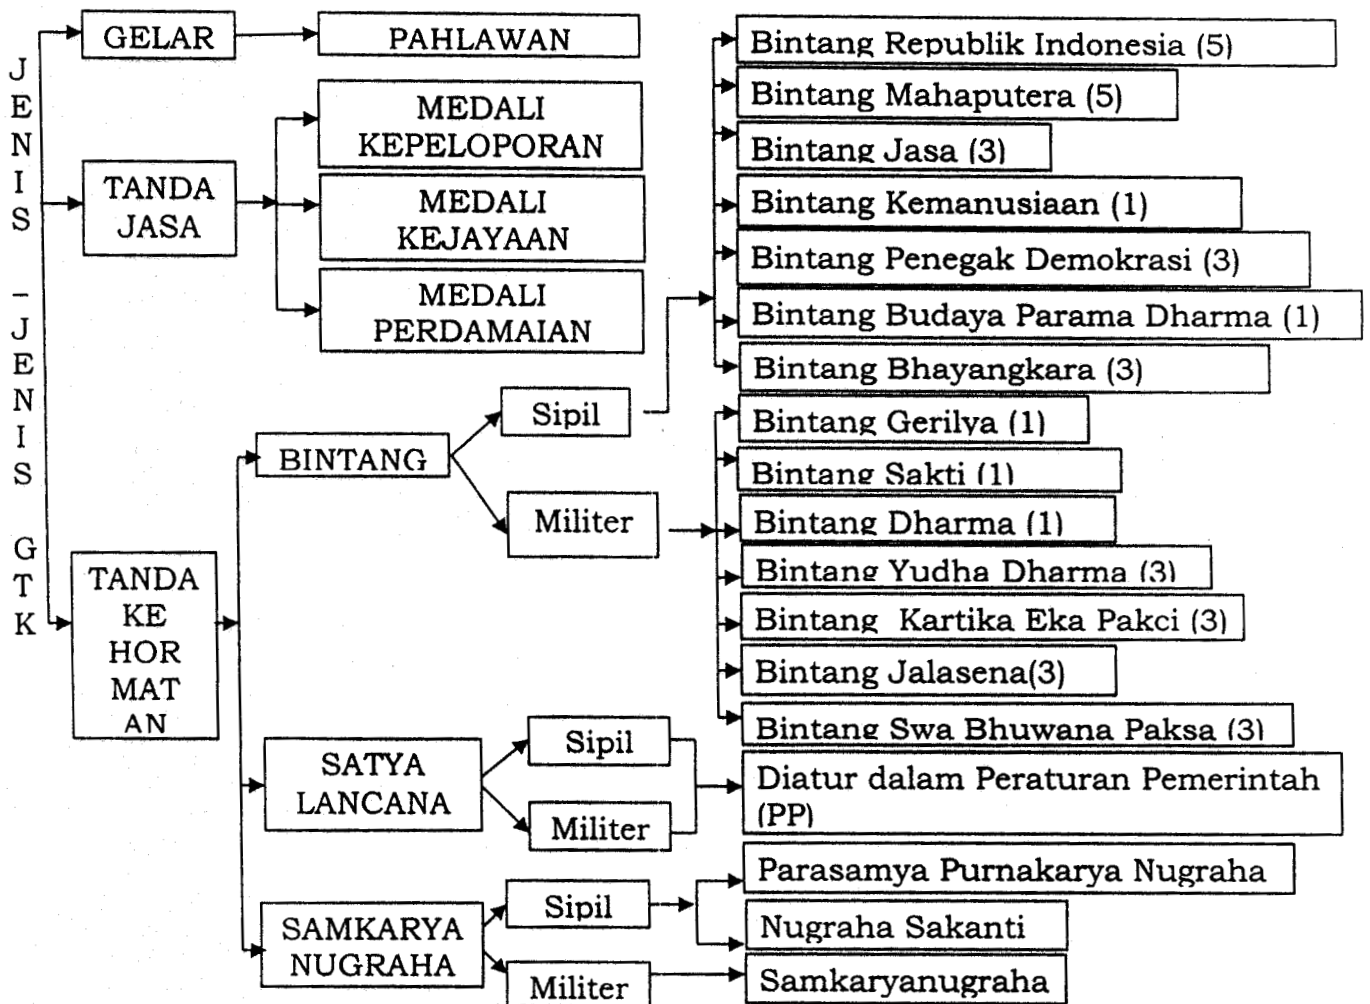 JENIS - JENIS GTK
GELAR
PAHLAWAN
TANDA
JASA
MEDALI
KEPELOPORAN
MEDALI
KEJAYAAN
MEDALI
PERDAMAIAN
TANDA
KE
HOR
MAT
AN
BINTANG
Sipil
Bintang Republik Indonesia (5)
Bintang Mahaputera (5)
Bintang Jasa (3)
Bintang Kemanusiaan (1)
Bintang Penegak Demokrasi (3)
Bintang Budaya Parama Dharma (1)
Bintang Bhayangkara (3)
Militer
Bintang Gerilya (1)
Bintang Sakti (1)
Bintang Dharma (1)
Bintang Yudha Dharma (3)
Bintang Kartika Eka Pakci (3)
Bintang Jalasena(3)
Bintang Swa Bhuwana Paksa (3)
SATYA
LANCANA
Sipil
Militer
Diatur dalam Peraturan Pemerintah
(PP)
SAMKARYA
NUGRAHA
Sipil
Parasamya Purnakarya Nugraha
Nugraha Sakanti
Militer
Samkaryanugraha